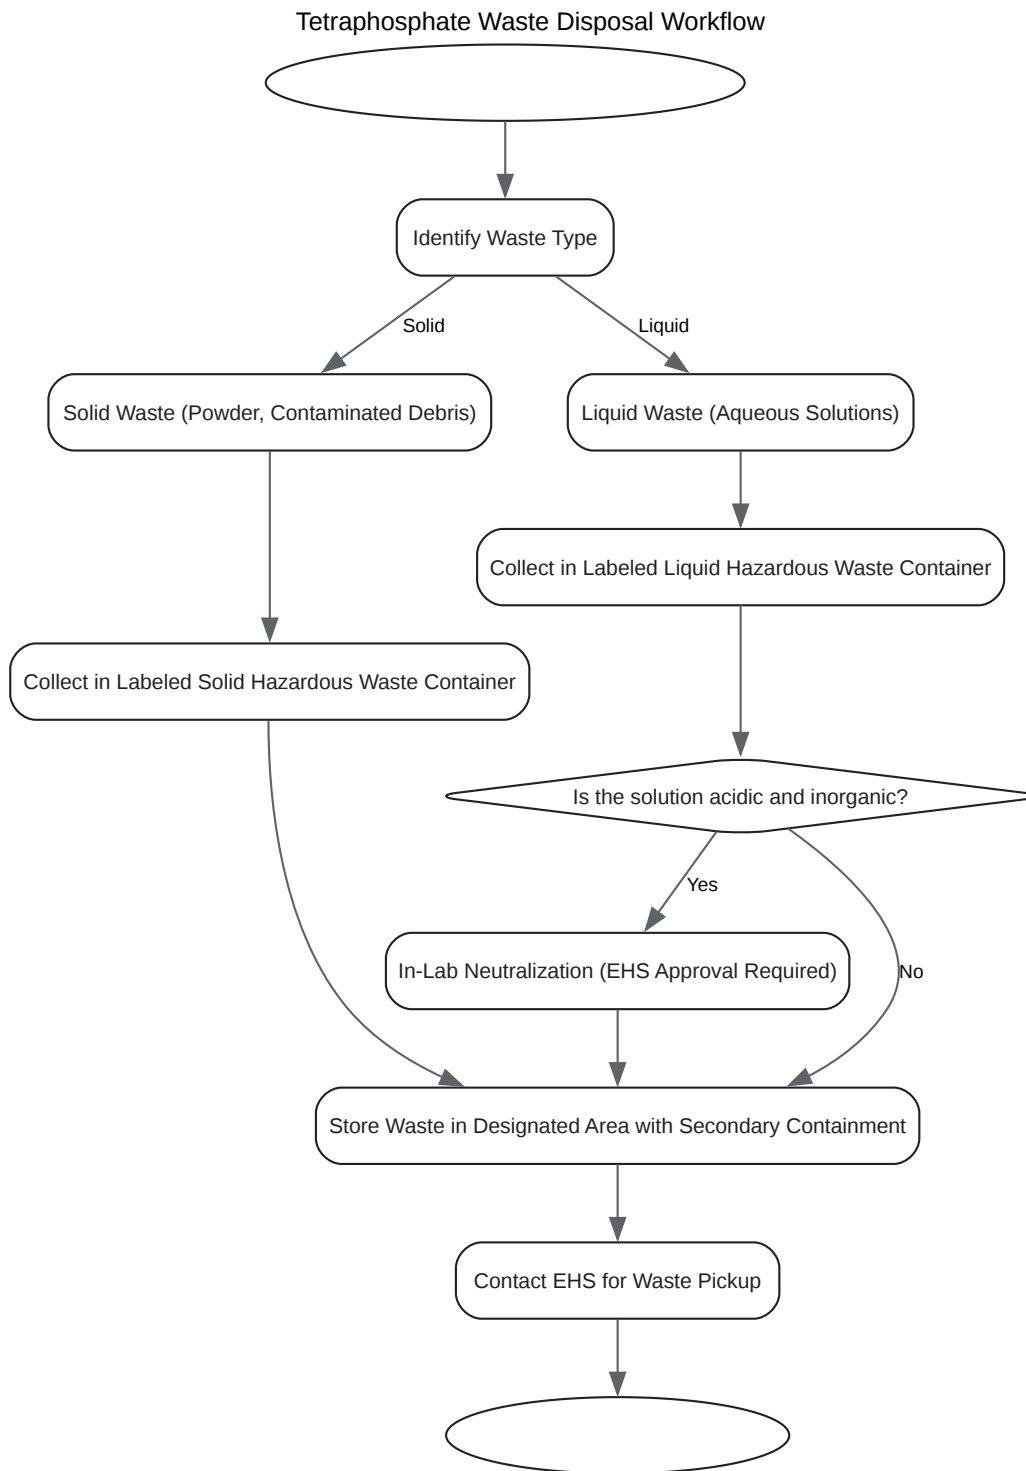 Tetraphosphate Waste Disposal Workflow
Identify Waste Type
Solid
Liquid
Solid Waste (Powder, Contaminated Debris)
Liquid Waste (Aqueous Solutions)
Collect in Labeled Liquid Hazardous Waste Container
Collect in Labeled Solid Hazardous Waste Container
Is the solution acidic and inorganic?
Yes
In-Lab Neutralization (EHS Approval Required)
No
Store Waste in Designated Area with Secondary Containment
Contact EHS for Waste Pickup